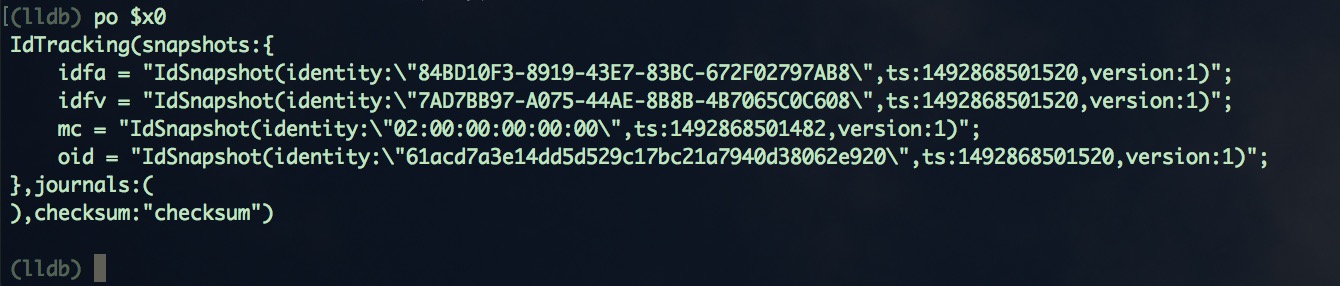 (lldb) po $x0
IdTracking(snapshots:{
    idfa = "IdSnapshot(identity:\"84BD10F3-8919-43E7-83BC-672F02797AB8\",ts:1492868501520,version:1)";
    idfv = "IdSnapshot(identity:\"7AD7BB97-A075-44AE-8B8B-4B7065C0C608\",ts:1492868501520,version:1)";
    mc = "IdSnapshot(identity:\"02:00:00:00:00:00\",ts:1492868501482,version:1)";
    oid = "IdSnapshot(identity:\"61acd7a3e14dd5d529c17bc21a7940d38062e920\",ts:1492868501520,version:1)";
},journals:(
),checksum:"checksum")
(lldb)